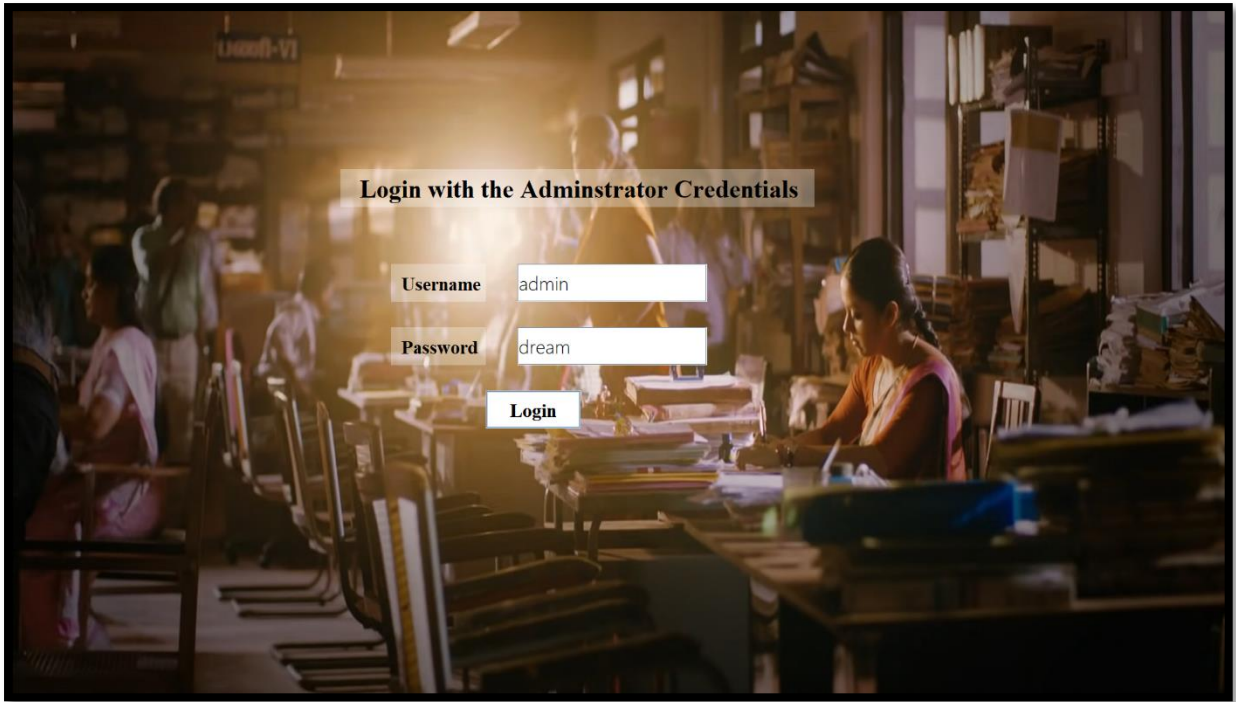 Login with the Adminstrator Credentials
Username
admin
Password
dream
Login